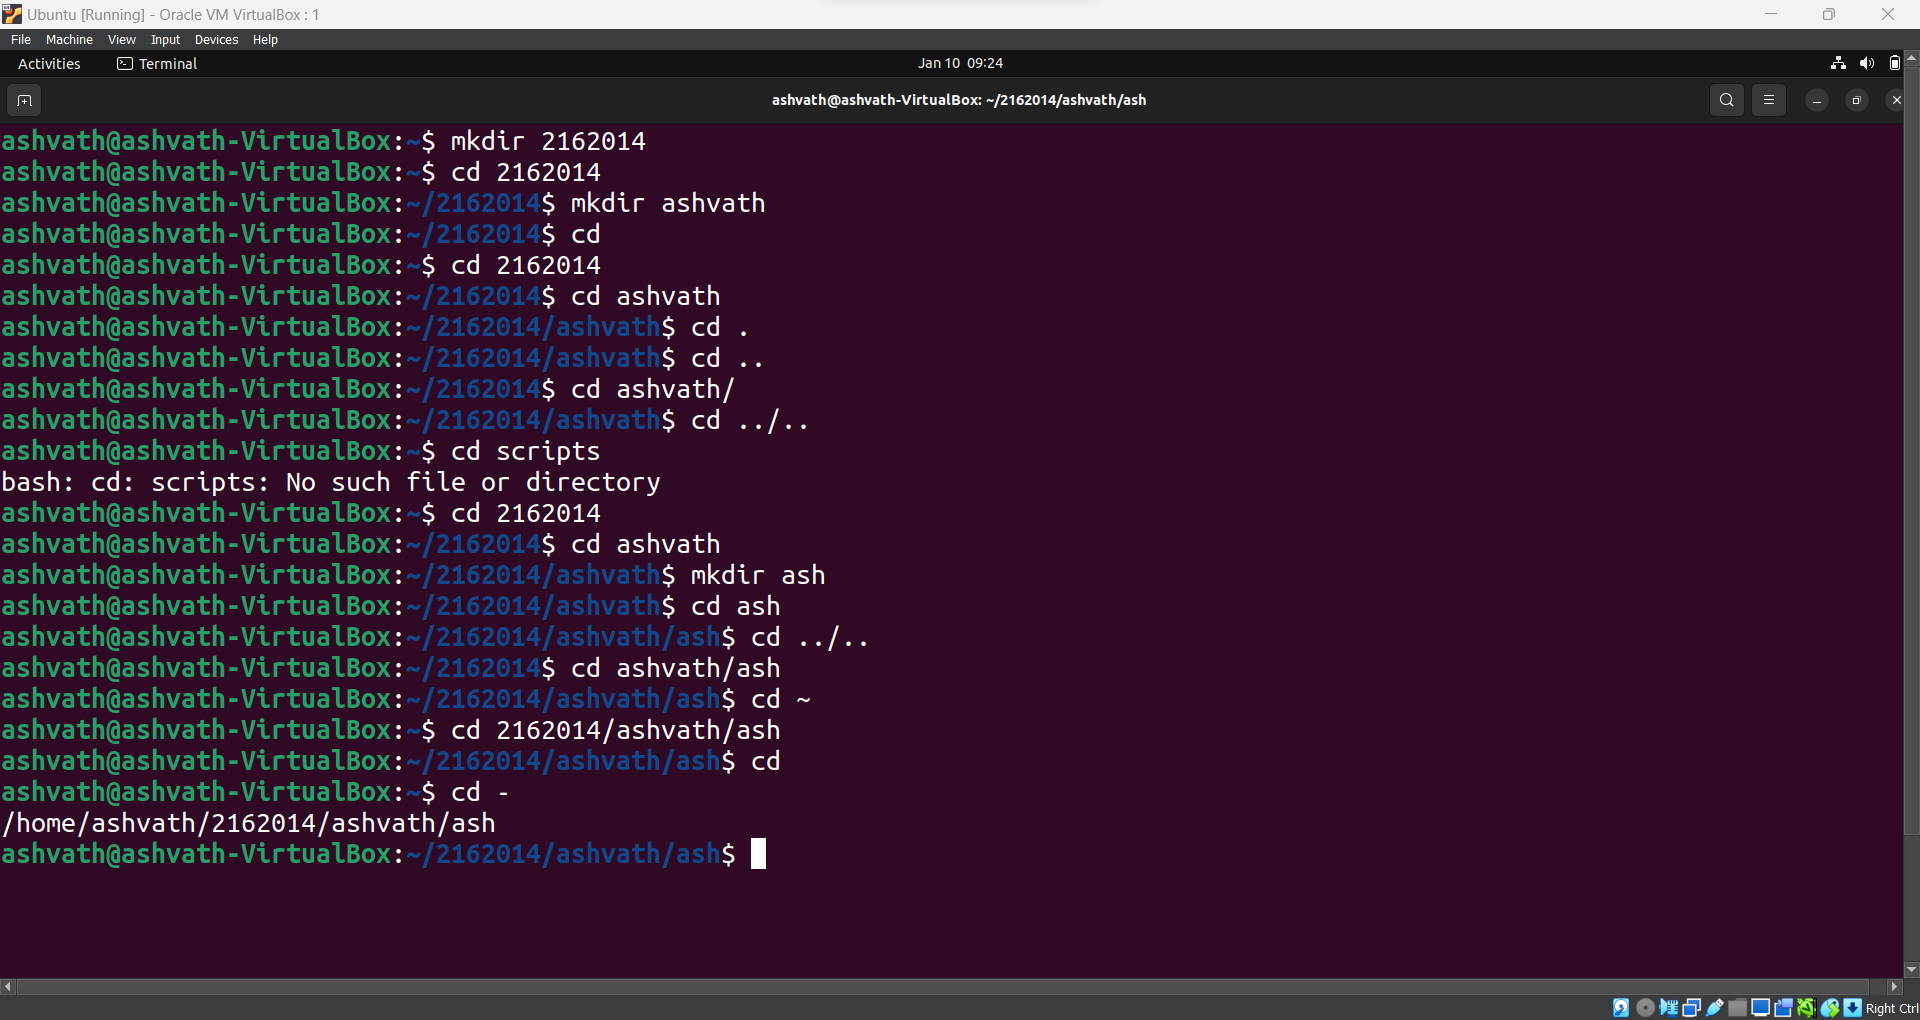 Ubuntu [Running] - Oracle VM VirtualBox : 1
File Machine View Input Devices Help
Activities Terminal Jan 10 09:24
ashvath@ashvath-VirtualBox: ~/2162014/ashvath/ash
ashvath@ashvath-VirtualBox:~$ mkdir 2162014
ashvath@ashvath-VirtualBox:~$ cd 2162014
ashvath@ashvath-VirtualBox:~/2162014$ mkdir ashvath
ashvath@ashvath-VirtualBox:~/2162014$ cd
ashvath@ashvath-VirtualBox:~$ cd 2162014
ashvath@ashvath-VirtualBox:~/2162014$ cd ashvath
ashvath@ashvath-VirtualBox:~/2162014/ashvath$ cd .
ashvath@ashvath-VirtualBox:~/2162014/ashvath$ cd ..
ashvath@ashvath-VirtualBox:~/2162014$ cd ashvath/
ashvath@ashvath-VirtualBox:~/2162014/ashvath$ cd ../..
ashvath@ashvath-VirtualBox:~$ cd scripts
bash: cd: scripts: No such file or directory
ashvath@ashvath-VirtualBox:~$ cd 2162014
ashvath@ashvath-VirtualBox:~/2162014$ cd ashvath
ashvath@ashvath-VirtualBox:~/2162014/ashvath$ mkdir ash
ashvath@ashvath-VirtualBox:~/2162014/ashvath$ cd ash
ashvath@ashvath-VirtualBox:~/2162014/ashvath/ash$ cd ../..
ashvath@ashvath-VirtualBox:~/2162014$ cd ashvath/ash
ashvath@ashvath-VirtualBox:~/2162014/ashvath/ash$ cd ~
ashvath@ashvath-VirtualBox:~$ cd 2162014/ashvath/ash
ashvath@ashvath-VirtualBox:~/2162014/ashvath/ash$ cd
ashvath@ashvath-VirtualBox:~$ cd -
/home/ashvath/2162014/ashvath/ash
ashvath@ashvath-VirtualBox:~/2162014/ashvath/ash$
Right Ctrl